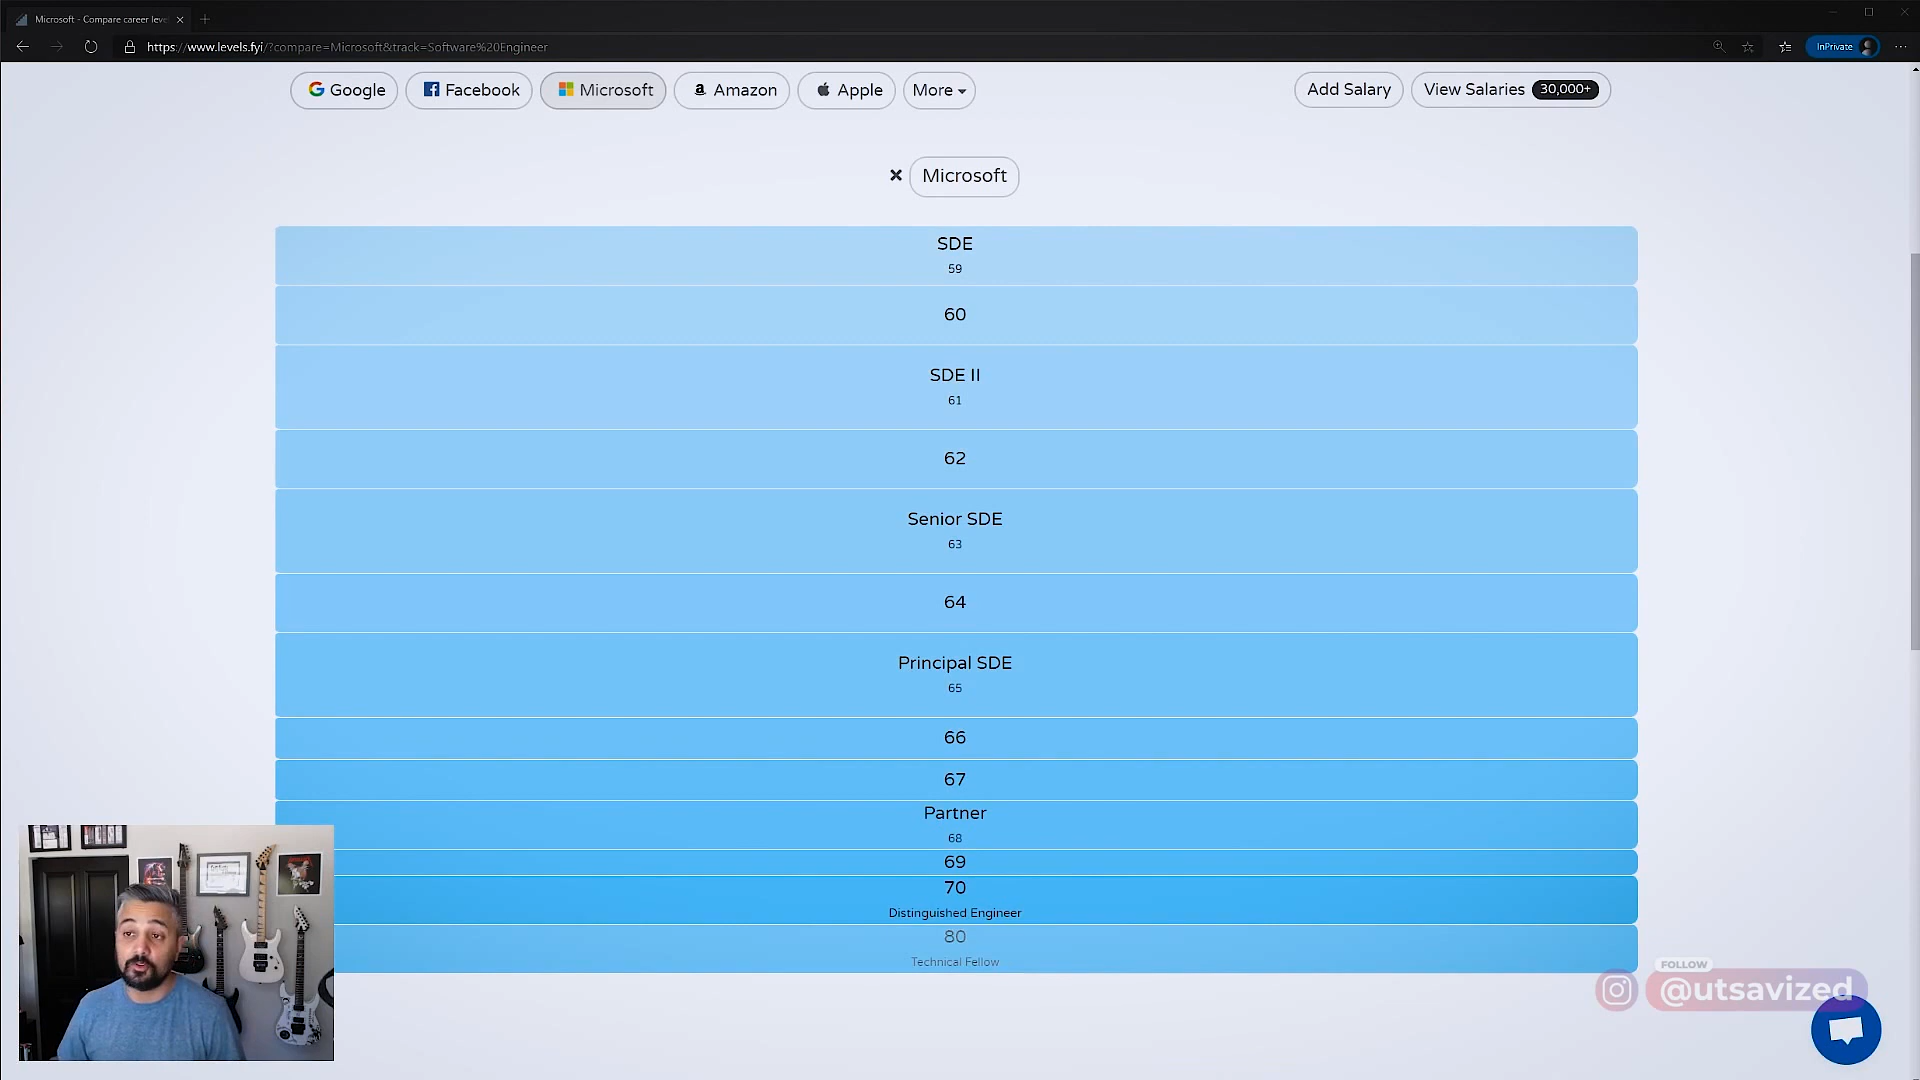 Microsoft - Compare career leve
https://www.levels.fyi/?compare=Microsoft&track=Software%20Engineer
InPrivate
Google
Facebook
Microsoft
Amazon
Apple
More
Add Salary
View Salaries 30,000+
Microsoft
SDE
59
60
SDE II
61
62
Senior SDE
63
64
Principal SDE
65
66
67
Partner
68
69
70
Distinguished Engineer
80
Technical Fellow
FOLLOW
@utsavized